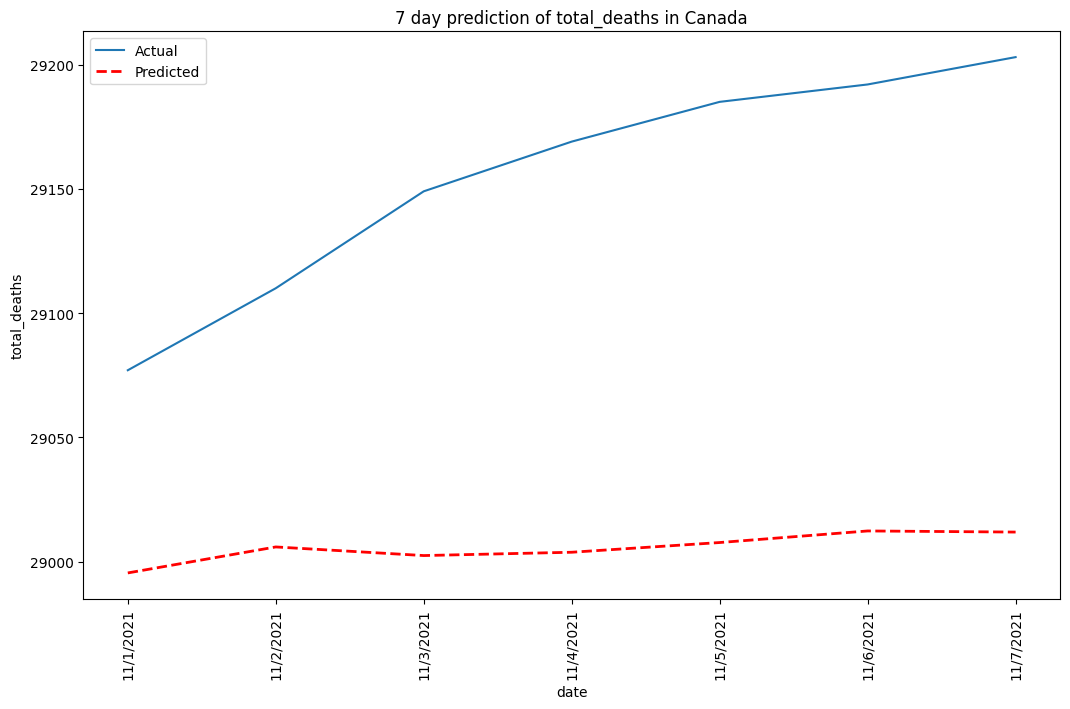 7 day prediction of total_deaths in Canada
Actual
Predicted
29200
29150
29100
29050
29000
total_deaths
11/1/2021
11/2/2021
11/3/2021
11/4/2021
11/5/2021
11/6/2021
11/7/2021
date